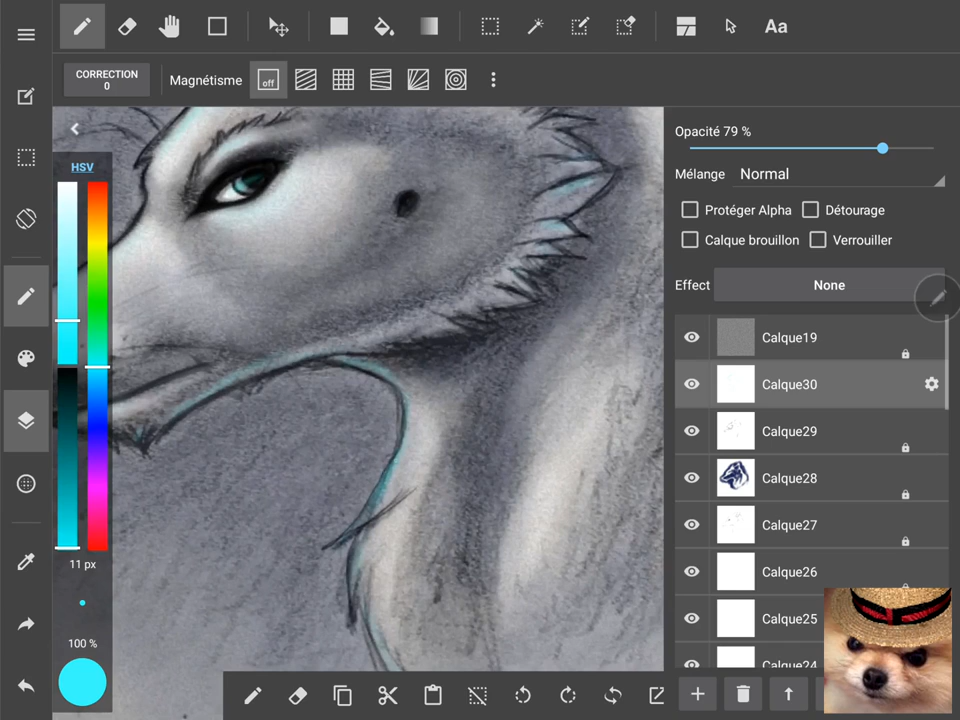 Aa
CORRECTION
0
Magnétisme
off
HSV
11 px
100 %
Opacité 79 %
Mélange Normal
Protéger Alpha Détourage
Calque brouillon Verrouiller
Effect None
Calque19
Calque30
Calque29
Calque28
Calque27
Calque26
Calque25
Calque24